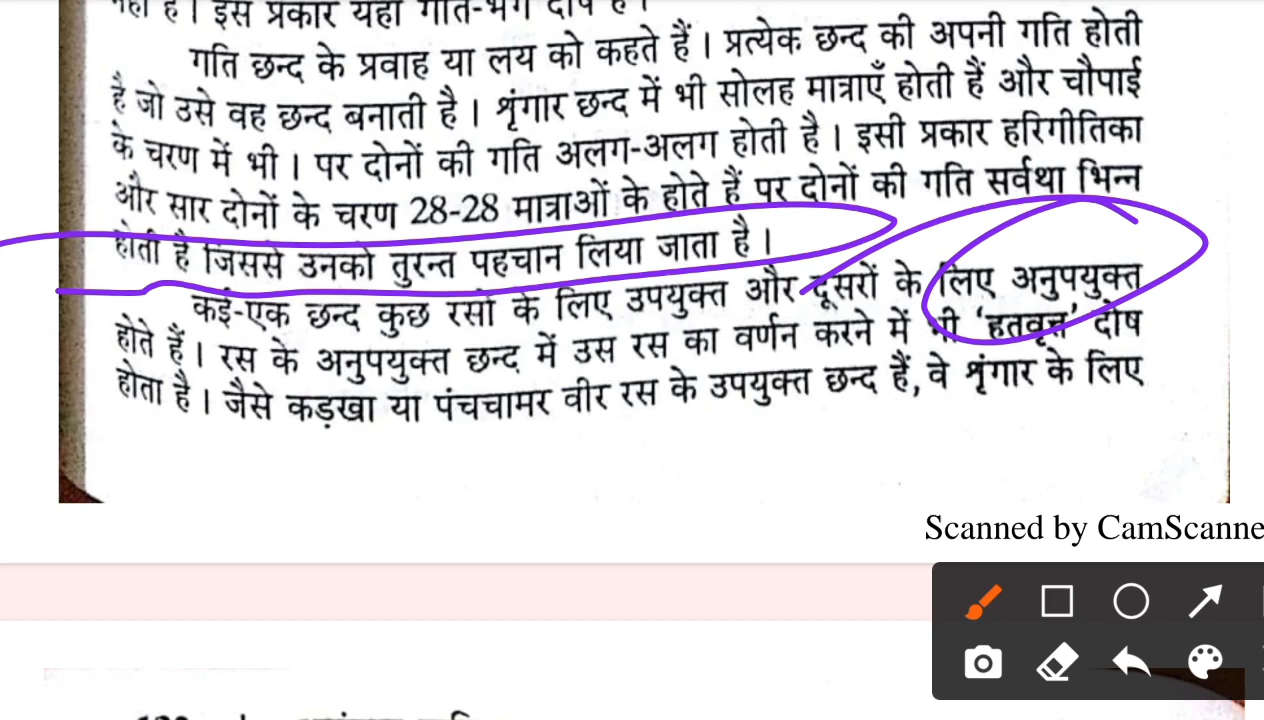 नहीं है। इस प्रकार यहाँ गति-भंग दोष है।
गति छन्द के प्रवाह या लय को कहते हैं। प्रत्येक छन्द की अपनी गति होती
है जो उसे वह छन्द बनाती है। शृंगार छन्द में भी सोलह मात्राएँ होती हैं और चौपाई
के चरण में भी। पर दोनों की गति अलग-अलग होती है। इसी प्रकार हरिगीतिका
और सार दोनों के चरण 28-28 मात्राओं के होते हैं पर दोनों की गति सर्वथा भिन्न
होती है जिससे उनको तुरन्त पहचान लिया जाता है।
कई-एक छन्द कुछ रसों के लिए उपयुक्त और दूसरों के लिए अनुपयुक्त
होते हैं। रस के अनुपयुक्त छन्द में उस रस का वर्णन करने में भी 'हतवृत्त' दोष
होता है। जैसे कड़खा या पंचचामर वीर रस के उपयुक्त छन्द हैं, वे शृंगार के लिए
Scanned by CamScanne